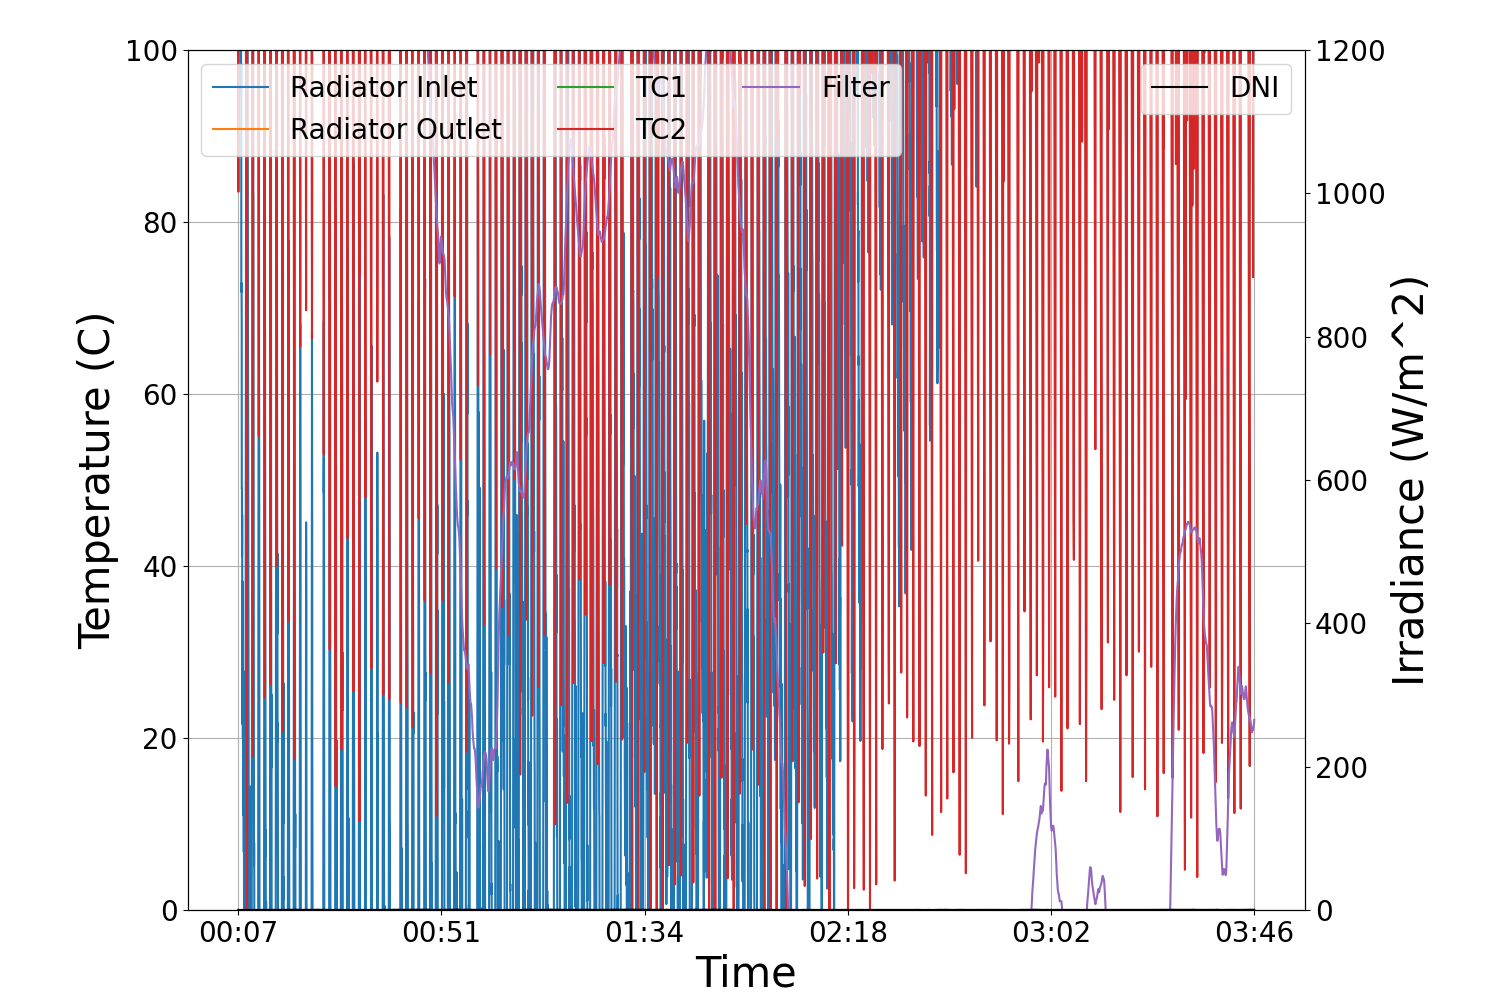 Radiator Inlet
Radiator Outlet
TC1
TC2
Filter
DNI
100
80
60
40
20
0
Temperature (C)
1200
1000
800
600
400
200
0
Irradiance (W/m^2)
00:07
00:51
01:34
02:18
03:02
03:46
Time